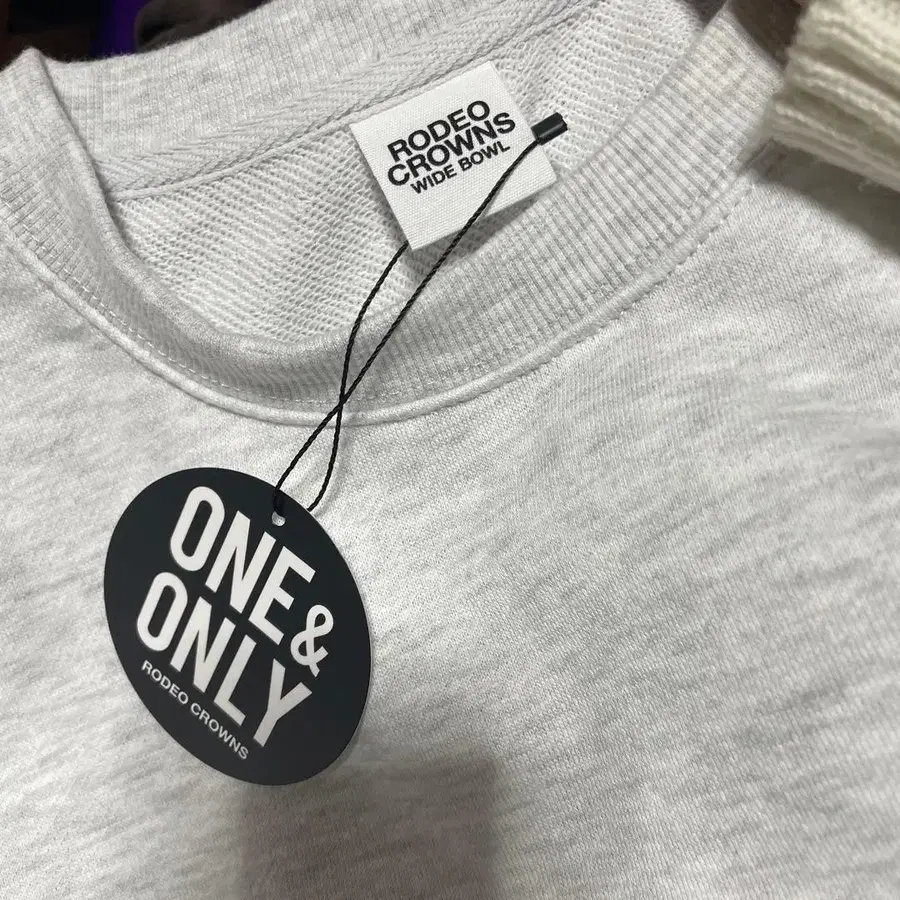 RODEO
CROWNS
WIDE BOWL
ONE &
ONLY
RODEO CROWNS